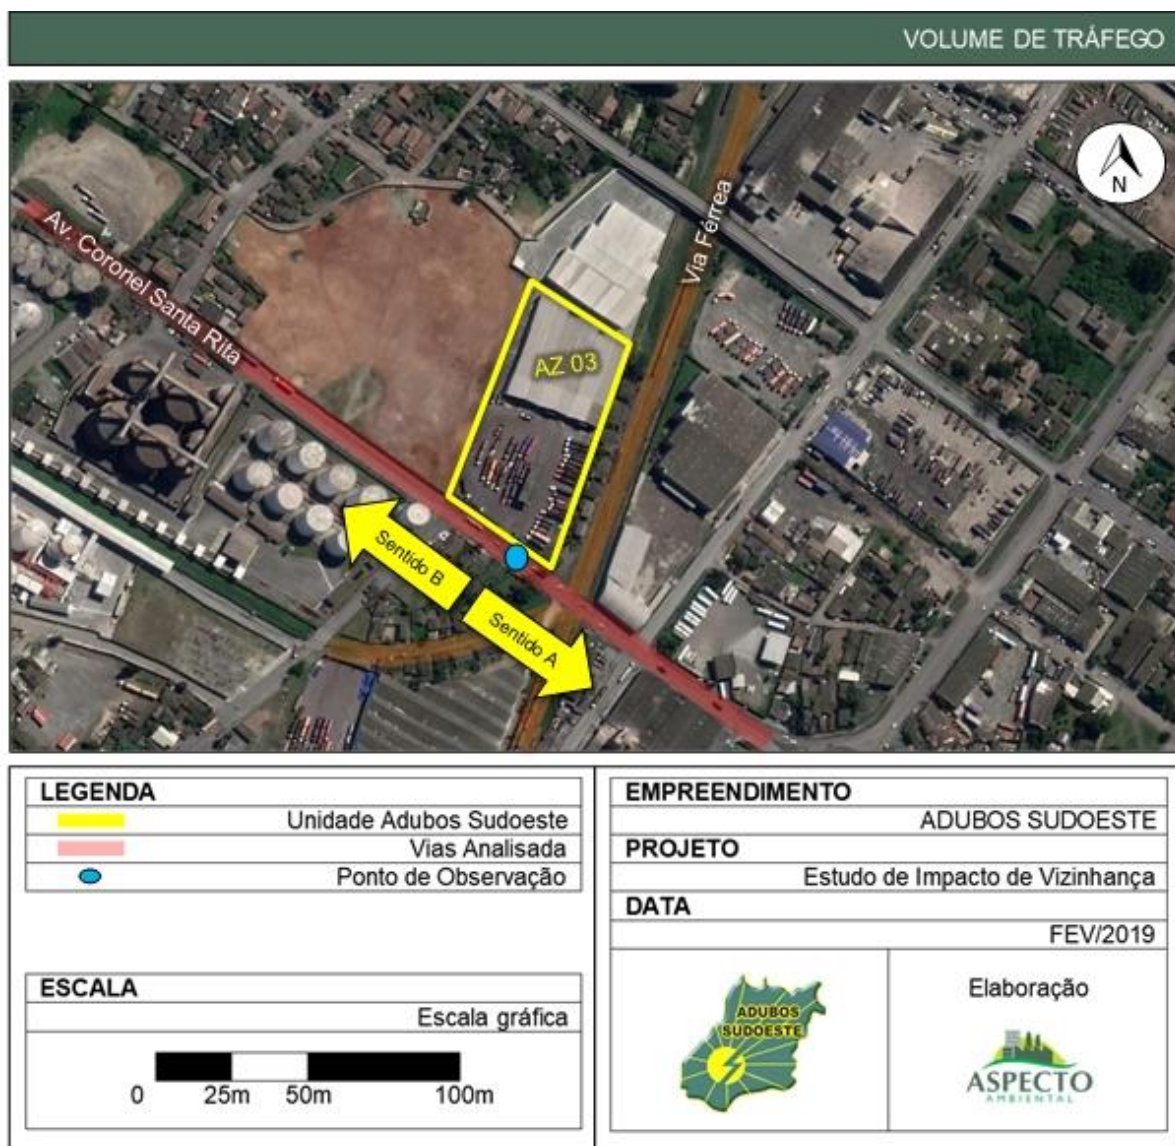 VOLUME DE TRÁFEGO
N
Av. Coronel Santa Rita
Via Férrea
AZ 03
Sentido B
Sentido A
LEGENDA
Unidade Adubos Sudoeste
Vias Analisada
Ponto de Observação
ESCALA
Escala gráfica
0 25m 50m 100m
EMPREENDIMENTO
ADUBOS SUDOESTE
PROJETO
Estudo de Impacto de Vizinhança
DATA
FEV/2019
ADUBOS
SUDOESTE
Elaboração
ASPECTO
AMBIENTAL